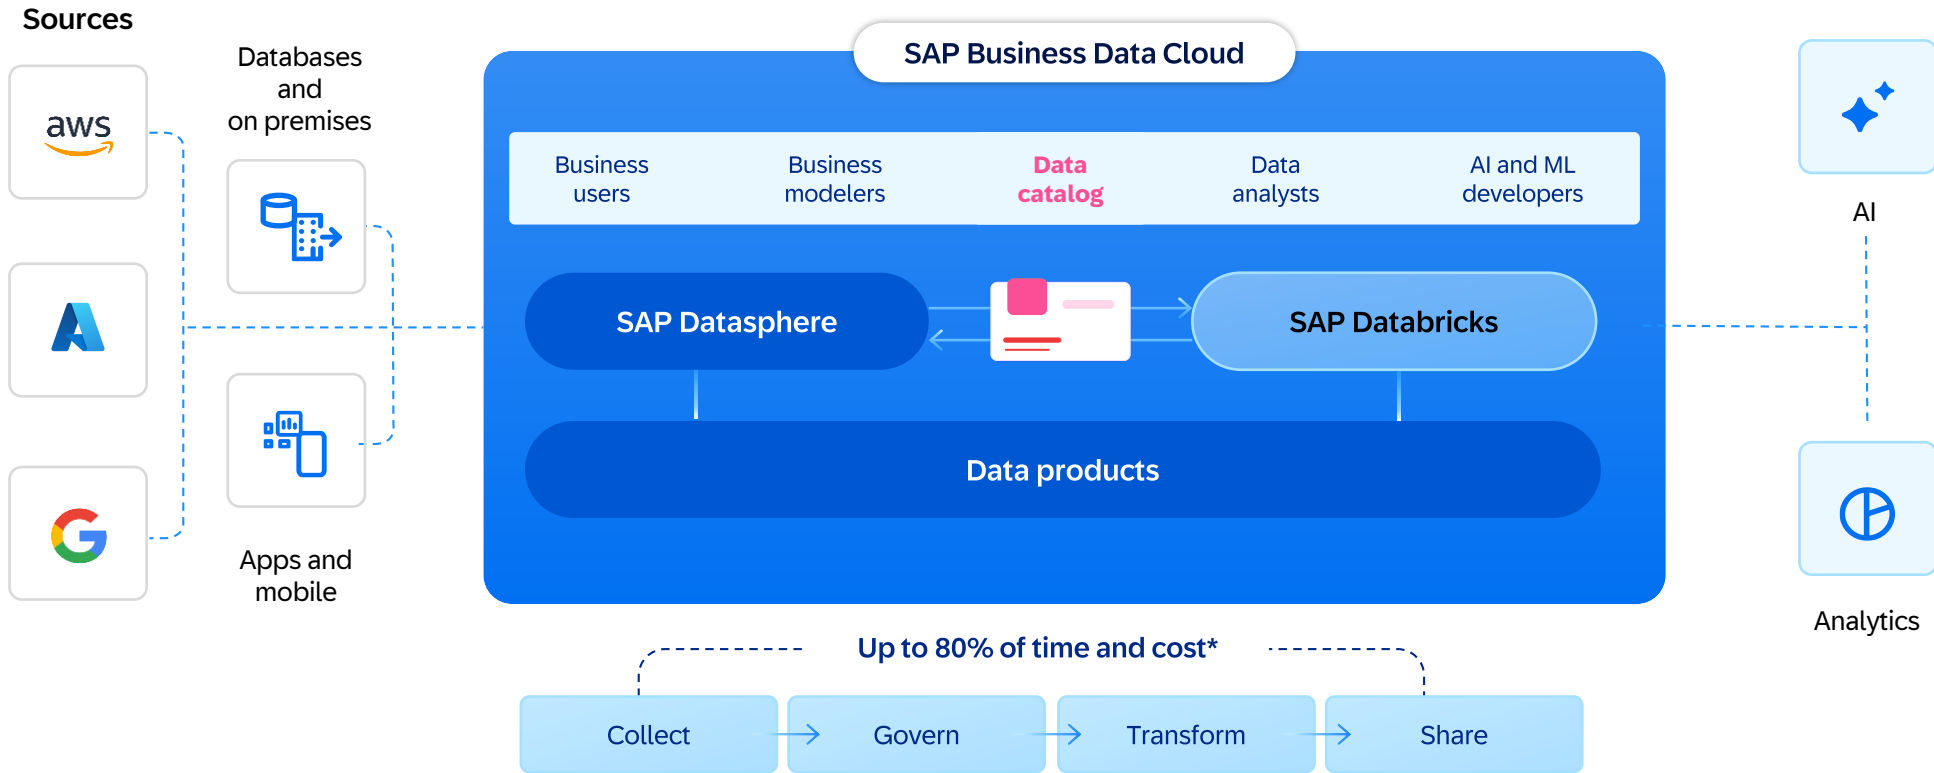 Sources
Databases
and
on premises
aws
Apps and
mobile
SAP Business Data Cloud
Business
users
Business
modelers
Data
catalog
Data
analysts
AI and ML
developers
SAP Datasphere
SAP Databricks
Data products
AI
Analytics
Up to 80% of time and cost*
Collect
Govern
Transform
Share